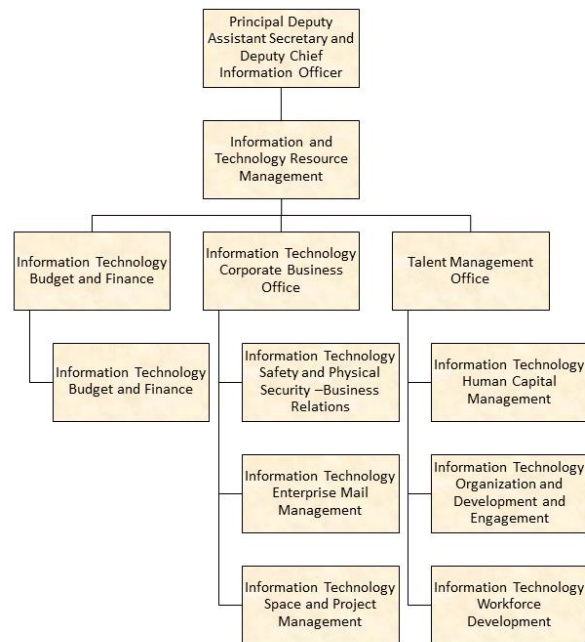 Principal Deputy
Assistant Secretary and
Deputy Chief
Information Officer
Information and
Technology Resource
Management
Information Technology
Budget and Finance
Information Technology
Corporate Business
Office
Talent Management
Office
Information Technology
Budget and Finance
Information Technology
Safety and Physical
Security –Business
Relations
Information Technology
Human Capital
Management
Information Technology
Enterprise Mail
Management
Information Technology
Organization and
Development and
Engagement
Information Technology
Space and Project
Management
Information Technology
Workforce
Development